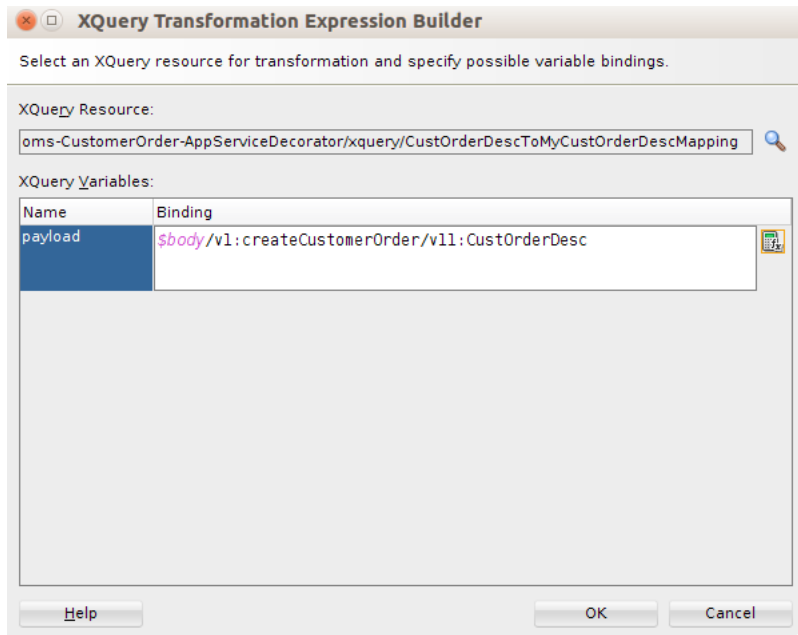 XQuery Transformation Expression Builder
Select an XQuery resource for transformation and specify possible variable bindings.
XQuery Resource:
oms-CustomerOrder-AppServiceDecorator/xquery/CustOrderDescToMyCustOrderDescMapping
XQuery Variables:
Name Binding
payload $body/v1:createCustomerOrder/v11:CustOrderDesc
Help OK Cancel